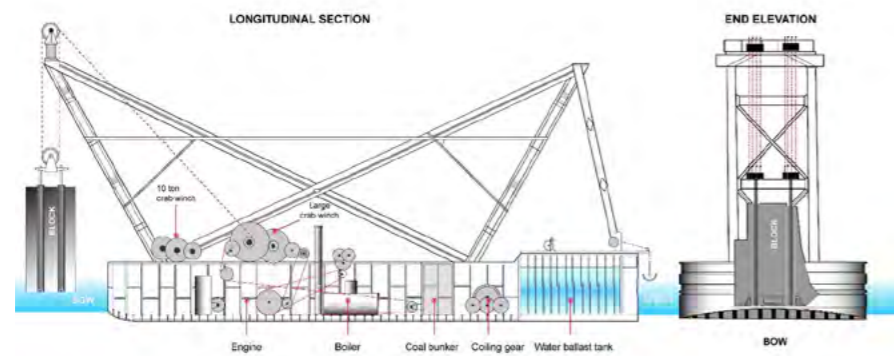 LONGITUDINAL SECTION
END ELEVATION
10 ton
crab winch
Large
crab winch
BLOCK
BLOCK
BOW
Engine
Boiler
Coal bunker
Coiling gear
Water ballast tank
BOW